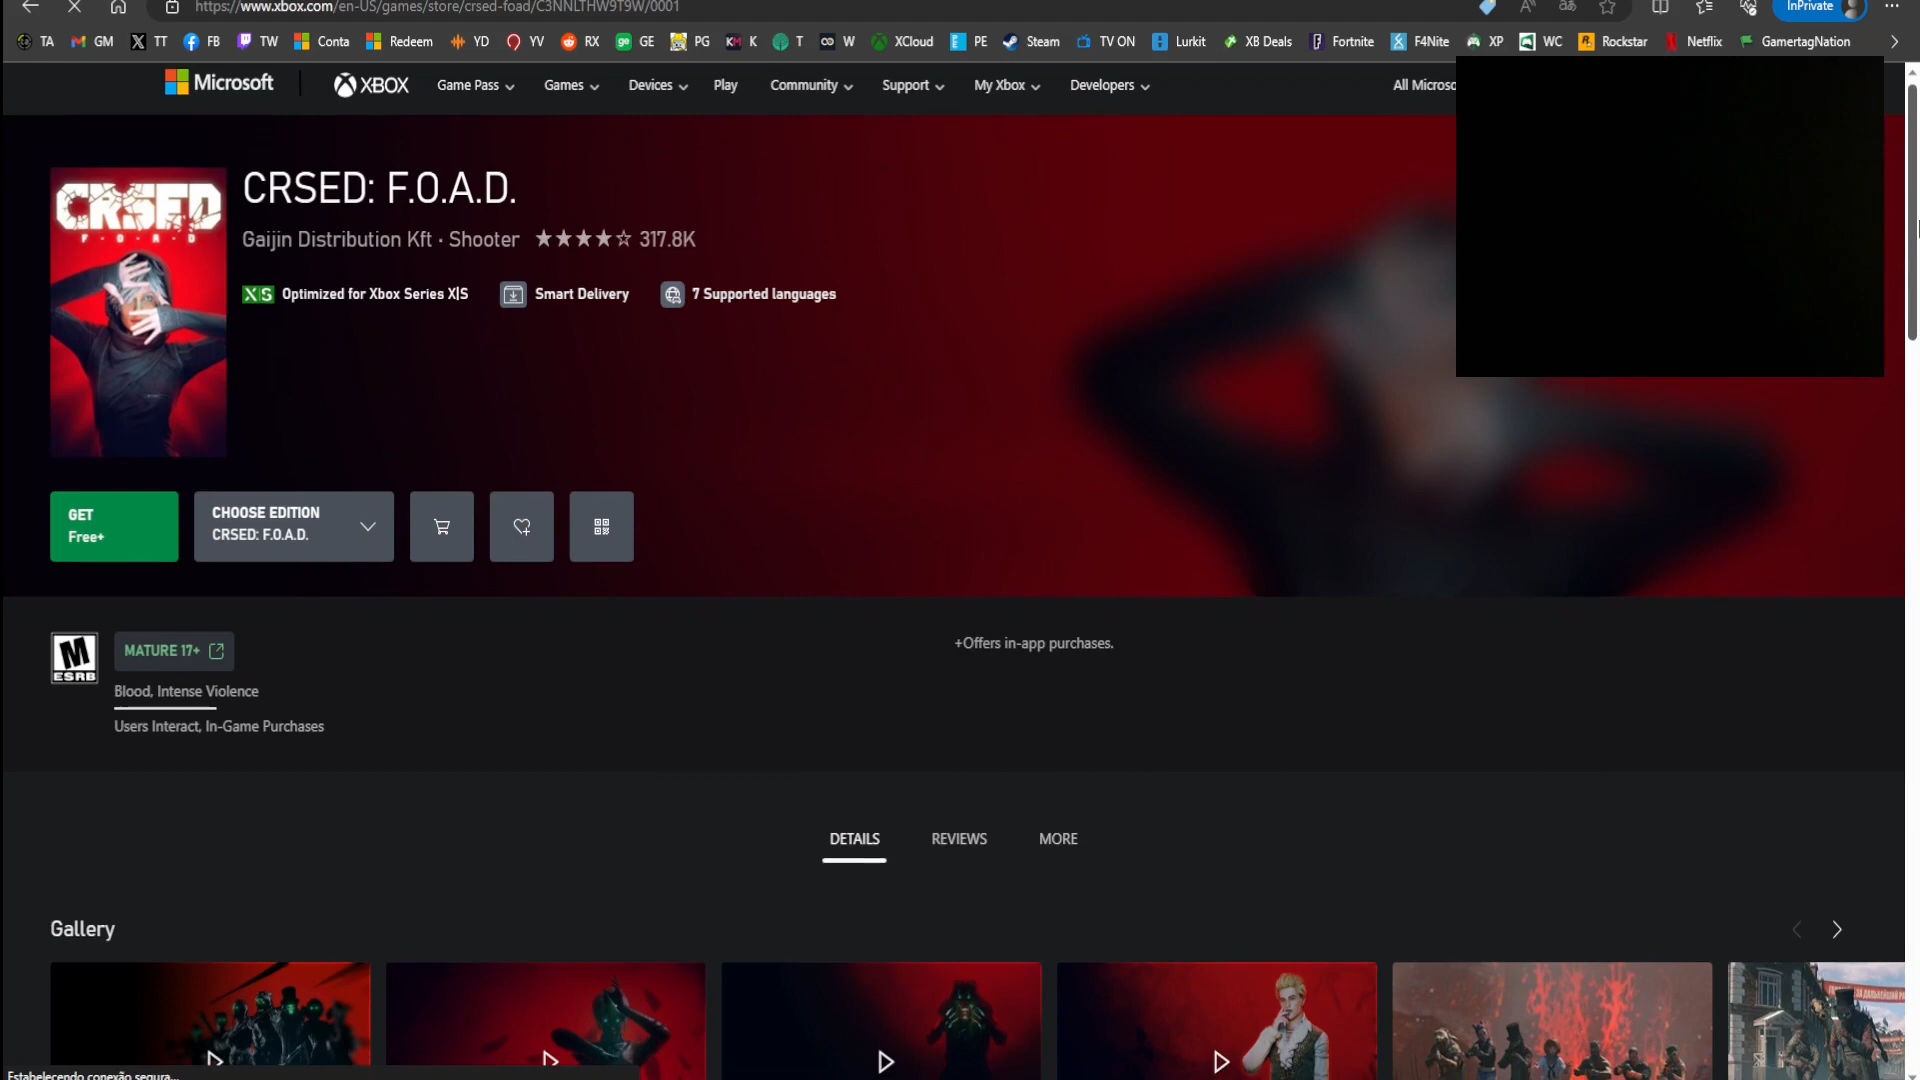 https://www.xbox.com/en-US/games/store/crsed-foad/C3NNLTHW9T9W/0001
InPrivate
TA GM TT FB TW Conta Redeem YD YV RX GE PG K T W XCloud PE Steam TV ON Lurkit XB Deals Fortnite F4Nite XP WC Rockstar Netflix GamertagNation
Microsoft XBOX Game Pass Games Devices Play Community Support My Xbox Developers All Microso
CRSED
F.O.A.D
CRSED: F.O.A.D.
Gaijin Distribution Kft · Shooter ★★★★☆ 317.8K
X|S Optimized for Xbox Series X|S Smart Delivery 7 Supported languages
GET
Free+
CHOOSE EDITION
CRSED: F.O.A.D.
M
ESRB
MATURE 17+
+Offers in-app purchases.
Blood, Intense Violence
Users Interact, In-Game Purchases
DETAILS REVIEWS MORE
Gallery
Estabelecendo conexão segura...